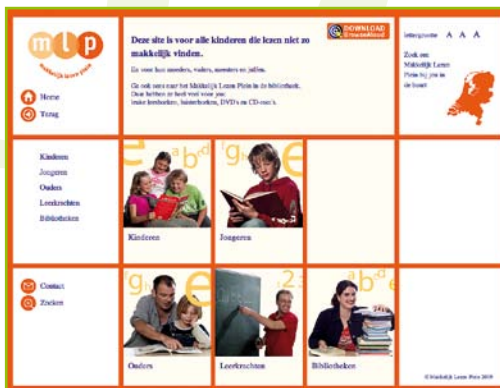 mlp
makkelijk lezen plein
Home
Terug
Deze site is voor alle kinderen die lezen niet zo
makkelijk vinden.
En voor hun moeders, vaders, meesters en juffen.
Ga ook eens naar het Makkelijk Lezen Plein in de bibliotheek.
Daar hebben ze heel veel voor jou:
leuke leesboeken, luisterboeken, DVD's en CD-rom's.
DOWNLOAD
BrowseAloud
lettergrootte A A A
Zoek een
Makkelijk Lezen
Plein bij jou in
de buurt
Kinderen
Jongeren
Ouders
Leerkrachten
Bibliotheken
Kinderen
Jongeren
Contact
Zoeken
Ouders
Leerkrachten
Bibliotheken
© Makkelijk Lezen Plein 2009